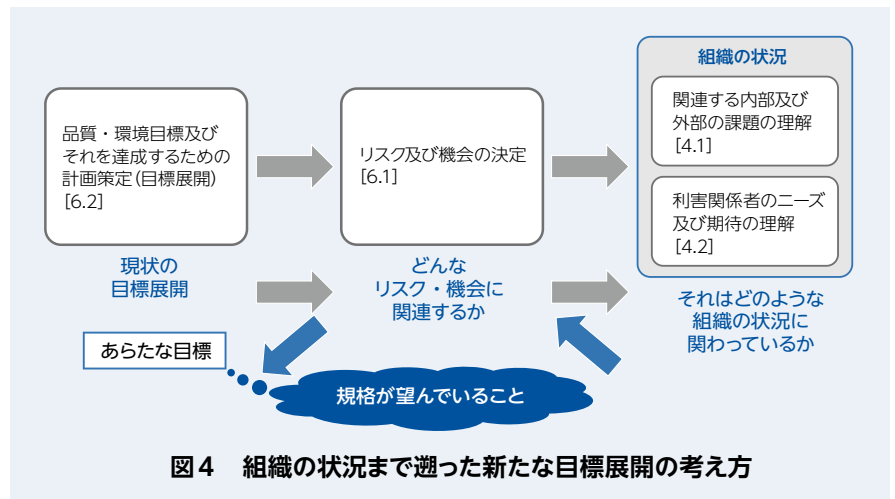 組織の状況
品質・環境目標及び
それを達成するための
計画策定(目標展開)
[6.2]
リスク及び機会の決定
[6.1]
関連する内部及び
外部の課題の理解
[4.1]
利害関係者のニーズ
及び期待の理解
[4.2]
現状の
目標展開
どんな
リスク・機会に
関連するか
それはどのような
組織の状況に
関わっているか
あらたな目標
規格が望んでいること
図4 組織の状況まで遡った新たな目標展開の考え方